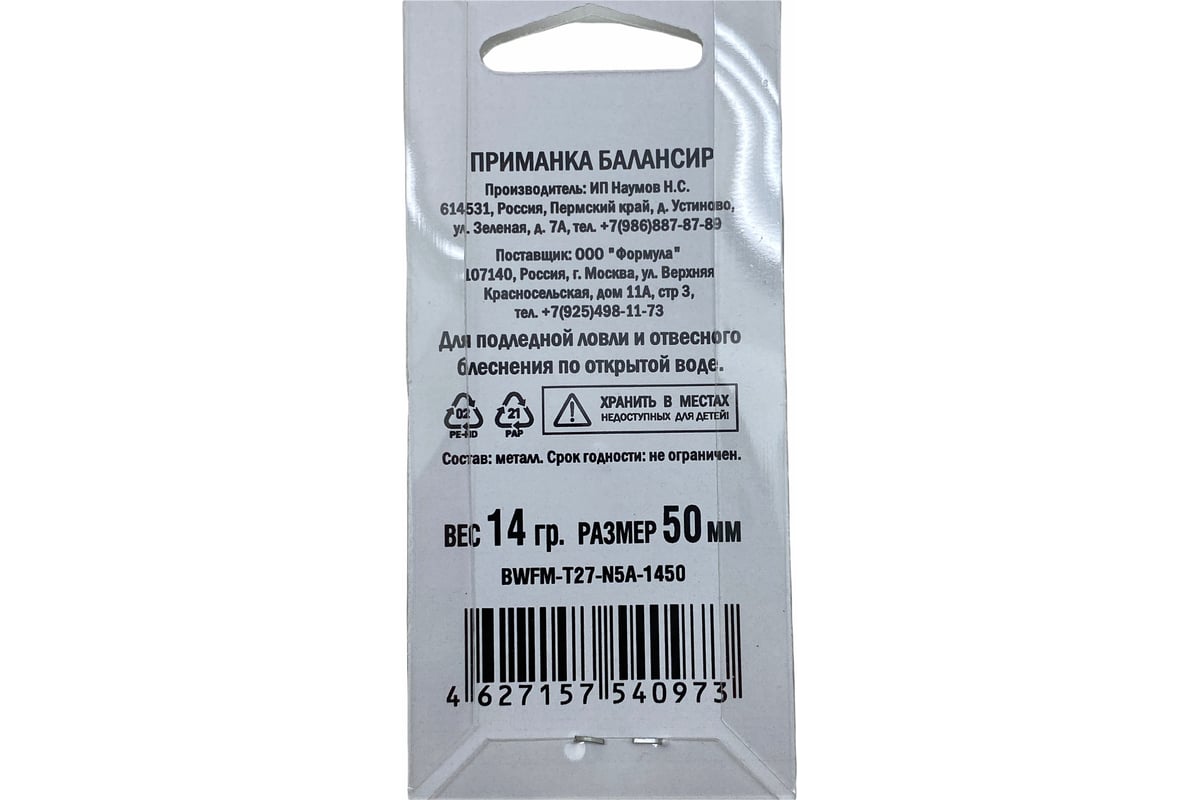 ПРИМАНКА БАЛАНСИР
Производитель: ИП Наумов Н.С.
614531, Россия, Пермский край, д. Устиново,
ул. Зеленая, д. 7А, тел. +7(986)887-87-89
Поставщик: ООО "Формула"
107140, Россия, г. Москва, ул. Верхняя
Красносельская, дом 11А, стр 3,
тел. +7(925)498-11-73
Для подледной ловли и отвесного
блеснения по открытой воде.
02 21 ХРАНИТЬ В МЕСТАХ
PE-HD PAP НЕДОСТУПНЫХ ДЛЯ ДЕТЕЙ!
Состав: металл. Срок годности: не ограничен.
ВЕС 14 гр. РАЗМЕР 50 мм
BWFM-T27-N5A-1450
4 627157 540973